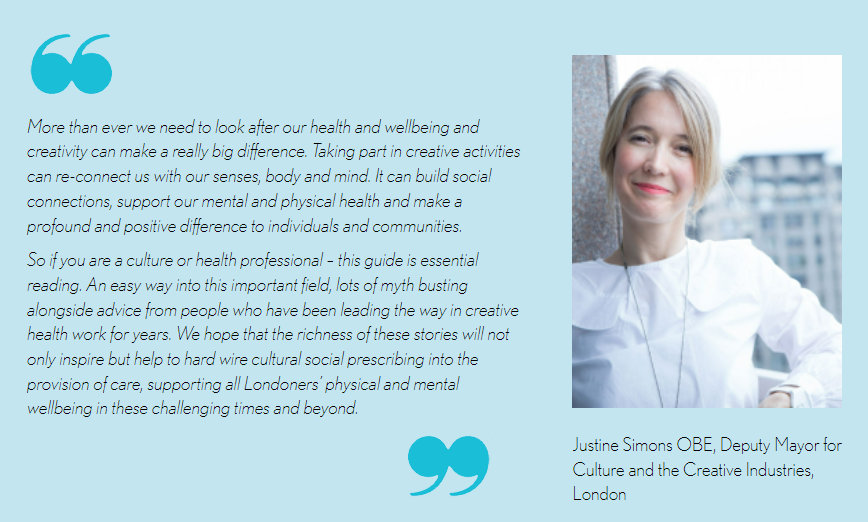 More than ever we need to look after our health and wellbeing and
creativity can make a really big difference. Taking part in creative activities
can re-connect us with our senses, body and mind. It can build social
connections, support our mental and physical health and make a
profound and positive difference to individuals and communities.
So if you are a culture or health professional – this guide is essential
reading. An easy way into this important field, lots of myth busting
alongside advice from people who have been leading the way in creative
health work for years. We hope that the richness of these stories will not
only inspire but help to hard wire cultural social prescribing into the
provision of care, supporting all Londoners’ physical and mental
wellbeing in these challenging times and beyond.
Justine Simons OBE, Deputy Mayor for
Culture and the Creative Industries,
London